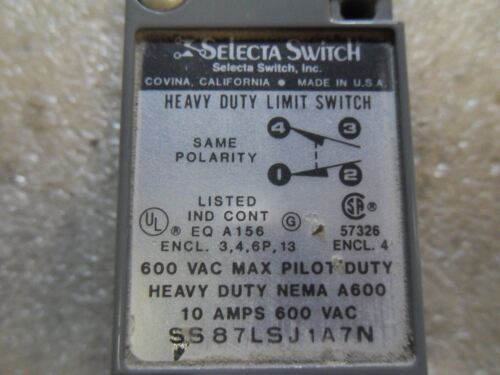 SELECTA SWITCH
Selecta Switch, Inc.
COVINA, CALIFORNIA ● MADE IN U.S.A.
HEAVY DUTY LIMIT SWITCH
SAME
POLARITY
4 3
1 2
LISTED
IND CONT
UL ® EQ A156 G SA ® 57326
ENCL. 3,4,6P,13 ENCL. 4
600 VAC MAX PILOT DUTY
HEAVY DUTY NEMA A600
10 AMPS 600 VAC
SS87LSJ1A7N